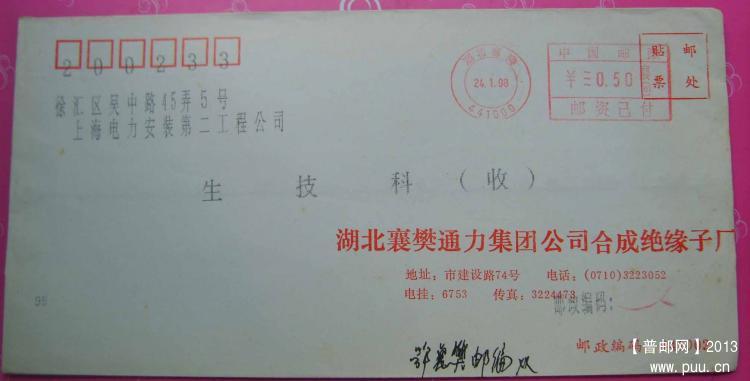 200233
徐汇区吴中路45弄5号
上海电力安装第二工程公司
24.1.98
441000
中国邮政
¥ 0.50
邮资已付
贴邮
票处
生技科（收）
湖北襄樊通力集团公司合成绝缘子厂
地址：市建设路74号 电话：(0710)3223052
电挂：6753 传真：3224473
邮政编码：
95
邮政编码
【普邮网】2013
www.puu.cn